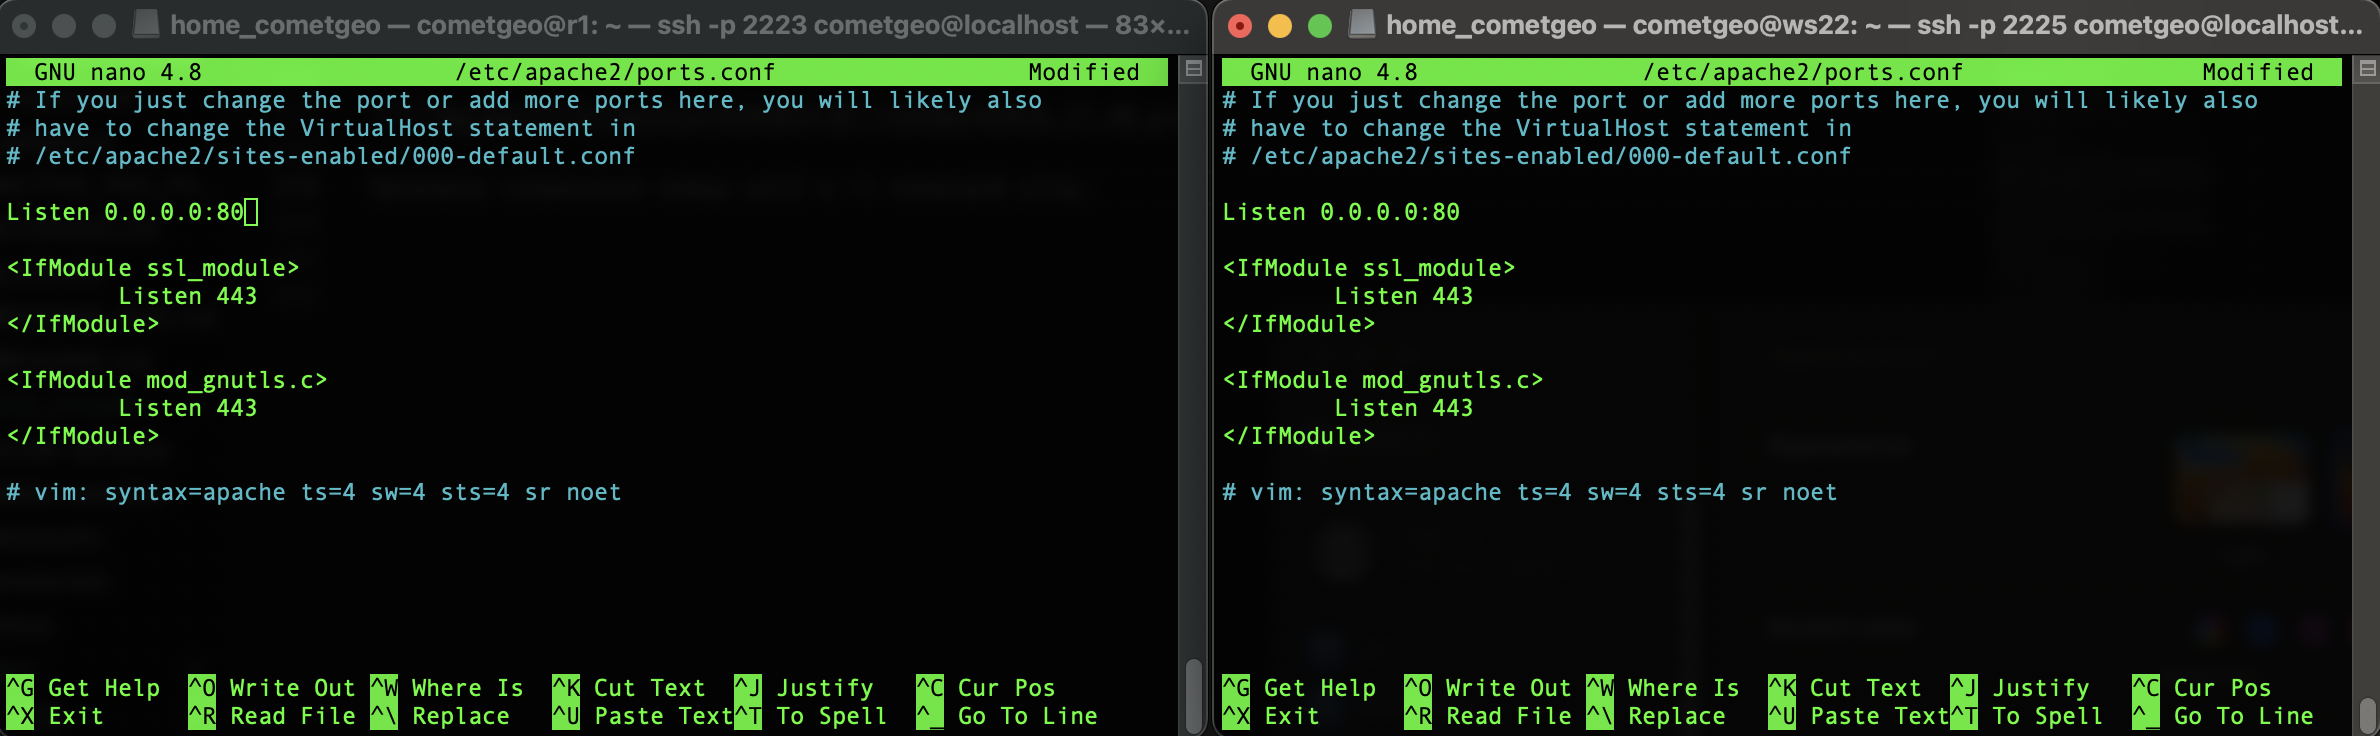 home_cometgeo — cometgeo@r1: ~ — ssh -p 2223 cometgeo@localhost — 83×...
GNU nano 4.8 /etc/apache2/ports.conf Modified
# If you just change the port or add more ports here, you will likely also
# have to change the VirtualHost statement in
# /etc/apache2/sites-enabled/000-default.conf
Listen 0.0.0.0:80
<IfModule ssl_module>
Listen 443
</IfModule>
<IfModule mod_gnutls.c>
Listen 443
</IfModule>
# vim: syntax=apache ts=4 sw=4 sts=4 sr noet
^G Get Help ^O Write Out ^W Where Is ^K Cut Text ^J Justify ^C Cur Pos
^X Exit ^R Read File ^\ Replace ^U Paste Text ^T To Spell ^_ Go To Line
home_cometgeo — cometgeo@ws22: ~ — ssh -p 2225 cometgeo@localhost...
GNU nano 4.8 /etc/apache2/ports.conf Modified
# If you just change the port or add more ports here, you will likely also
# have to change the VirtualHost statement in
# /etc/apache2/sites-enabled/000-default.conf
Listen 0.0.0.0:80
<IfModule ssl_module>
Listen 443
</IfModule>
<IfModule mod_gnutls.c>
Listen 443
</IfModule>
# vim: syntax=apache ts=4 sw=4 sts=4 sr noet
^G Get Help ^O Write Out ^W Where Is ^K Cut Text ^J Justify ^C Cur Pos
^X Exit ^R Read File ^\ Replace ^U Paste Text ^T To Spell ^_ Go To Line